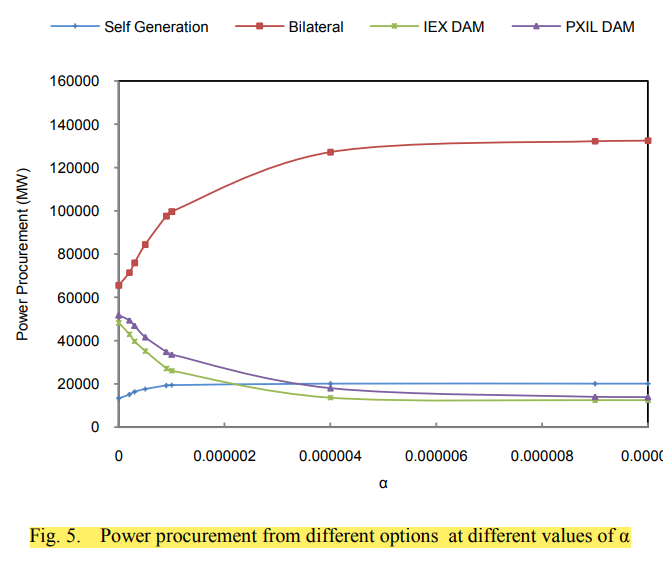 Self Generation Bilateral IEX DAM PXIL DAM
160000
140000
120000
100000
80000
60000
40000
20000
0
Power Procurement (MW)
0 0.000002 0.000004 0.000006 0.000008 0.0000
α
Fig. 5. Power procurement from different options at different values of α